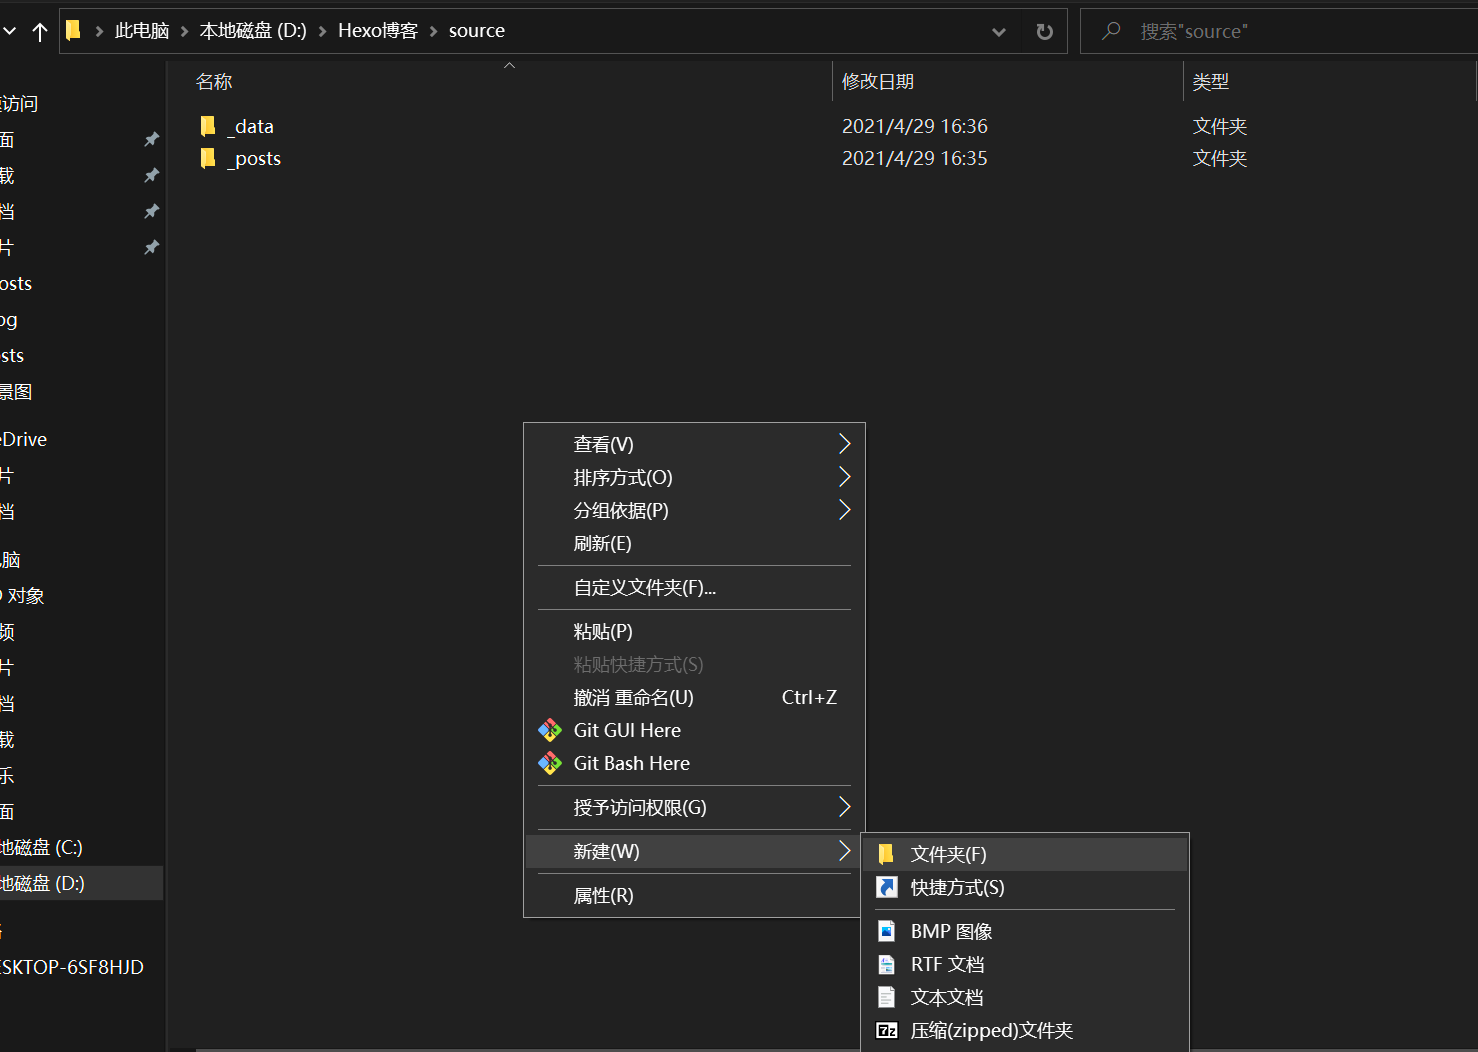 此电脑 本地磁盘 (D:) Hexo博客 source
搜索"source"
名称 修改日期 类型
_data 2021/4/29 16:36 文件夹
_posts 2021/4/29 16:35 文件夹
访问
面
载
档
片
osts
og
sts
景图
Drive
片
档
脑
对象
频
片
档
载
乐
面
地磁盘 (C:)
地磁盘 (D:)
ESKTOP-6SF8HJD
查看(V)
排序方式(O)
分组依据(P)
刷新(E)
自定义文件夹(F)...
粘贴(P)
粘贴快捷方式(S)
撤消 重命名(U) Ctrl+Z
Git GUI Here
Git Bash Here
授予访问权限(G)
新建(W)
属性(R)
文件夹(F)
快捷方式(S)
BMP 图像
RTF 文档
文本文档
压缩(zipped)文件夹